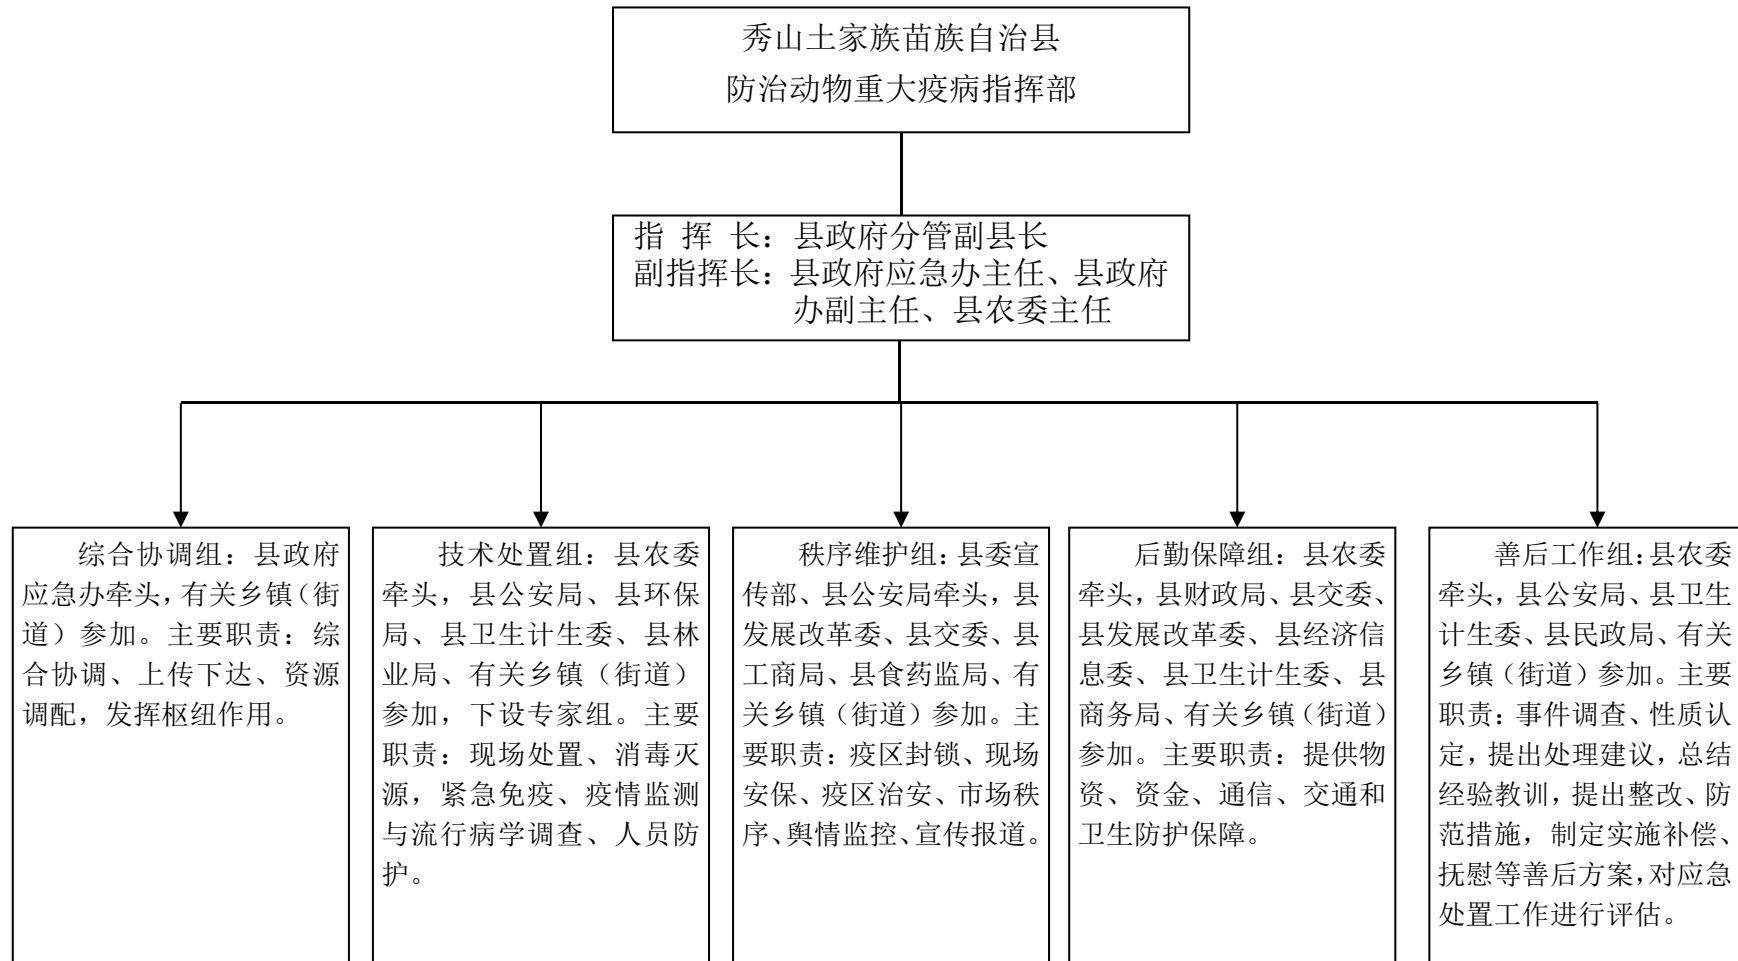 秀山土家族苗族自治县
防治动物重大疫病指挥部
指 挥 长：县政府分管副县长
副指挥长：县政府应急办主任、县政府
办副主任、县农委主任
综合协调组：县政府
应急办牵头，有关乡镇（街
道）参加。主要职责：综
合协调、上传下达、资源
调配，发挥枢纽作用。
技术处置组：县农委
牵头，县公安局、县环保
局、县卫生计生委、县林
业局、有关乡镇（街道）
参加，下设专家组。主要
职责：现场处置、消毒灭
源，紧急免疫、疫情监测
与流行病学调查、人员防
护。
秩序维护组：县委宣
传部、县公安局牵头，县
发展改革委、县交委、县
工商局、县食药监局、有
关乡镇（街道）参加。主
要职责：疫区封锁、现场
安保、疫区治安、市场秩
序、舆情监控、宣传报道。
后勤保障组：县农委
牵头，县财政局、县交委、
县发展改革委、县经济信
息委、县卫生计生委、县
商务局、有关乡镇（街道）
参加。主要职责：提供物
资、资金、通信、交通和
卫生防护保障。
善后工作组：县农委
牵头，县公安局、县卫生
计生委、县民政局、有关
乡镇（街道）参加。主要
职责：事件调查、性质认
定，提出处理建议，总结
经验教训，提出整改、防
范措施，制定实施补偿、
抚慰等善后方案，对应急
处置工作进行评估。